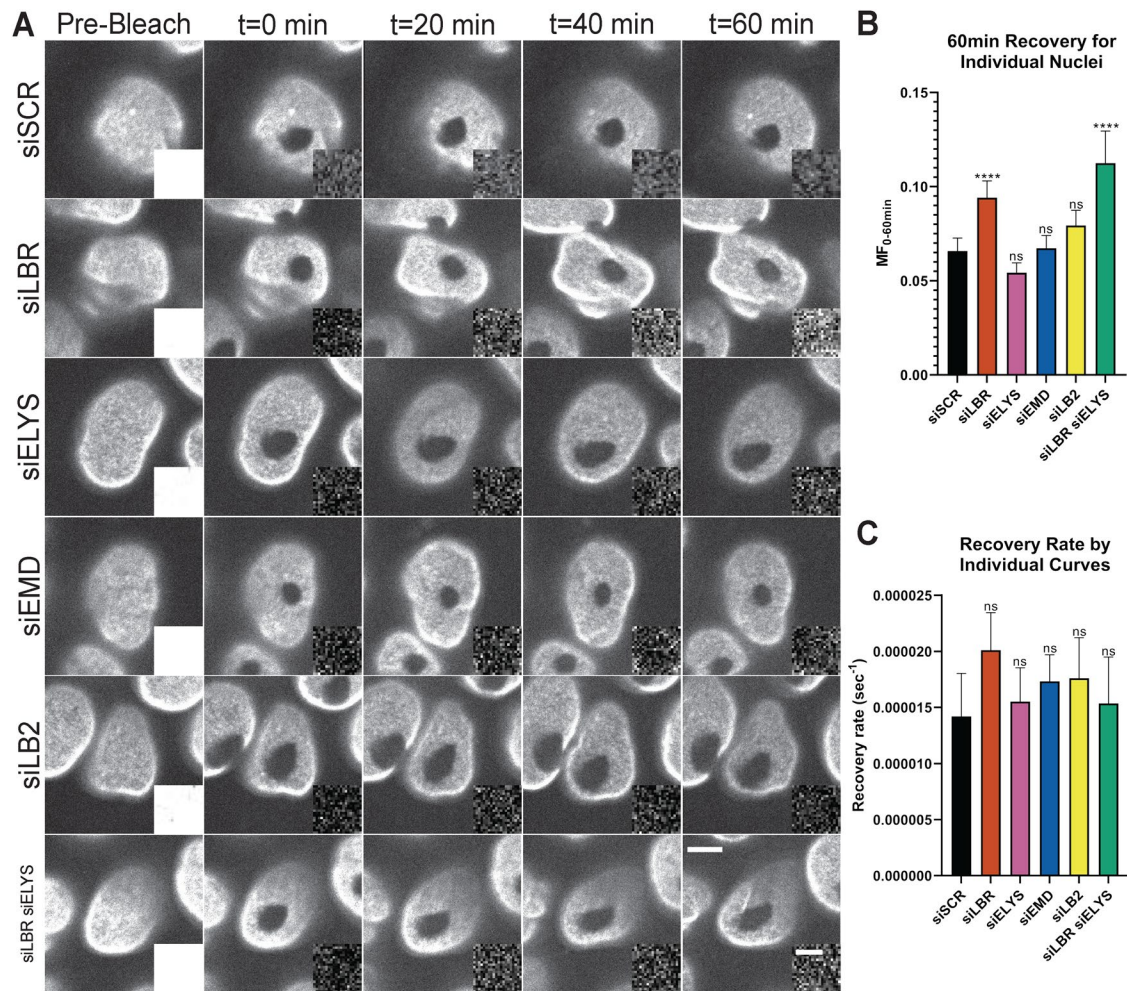 A
Pre-Bleach
t=0 min
t=20 min
t=40 min
t=60 min
siSCR
siLBR
siELYS
siEMD
siLB2
siLBR siELYS
B
60min Recovery for
Individual Nuclei
MF0-60min
0.15
0.10
0.05
0.00
****
ns
ns
ns
****
siSCR
siLBR
siELYS
siEMD
siLB2
siLBR siELYS
C
Recovery Rate by
Individual Curves
Recovery rate (sec-1)
0.000025
0.000020
0.000015
0.000010
0.000005
0.000000
ns
ns
ns
ns
ns
siSCR
siLBR
siELYS
siEMD
siLB2
siLBR siELYS